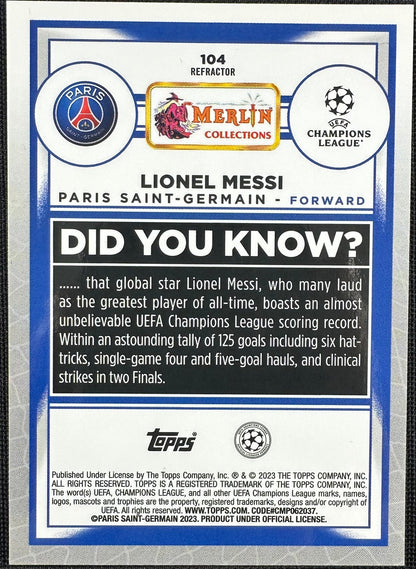 104
REFRACTOR
PARIS
SAINT-GERMAIN
MERLIN
COLLECTIONS
UEFA
CHAMPIONS
LEAGUE®
LIONEL MESSI
PARIS SAINT-GERMAIN - FORWARD
DID YOU KNOW?
...... that global star Lionel Messi, who many laud
as the greatest player of all-time, boasts an almost
unbelievable UEFA Champions League scoring record.
Within an astounding tally of 125 goals including six hat-
tricks, single-game four and five-goal hauls, and clinical
strikes in two Finals.
Topps
Published Under License by The Topps Company, Inc. ® & © 2023 THE TOPPS COMPANY, INC.
ALL RIGHTS RESERVED. TOPPS IS A REGISTERED TRADEMARK OF THE TOPPS COMPANY, INC.
The word(s) UEFA, CHAMPIONS LEAGUE, and all other UEFA Champions League marks, names,
logos, mascots and trophies are the property, registered trademarks, designs and/or copyright of
UEFA. All rights reserved. WWW.TOPPS.COM. CODE#CMP062037.
©PARIS SAINT-GERMAIN 2023. PRODUCT UNDER OFFICIAL LICENSE.